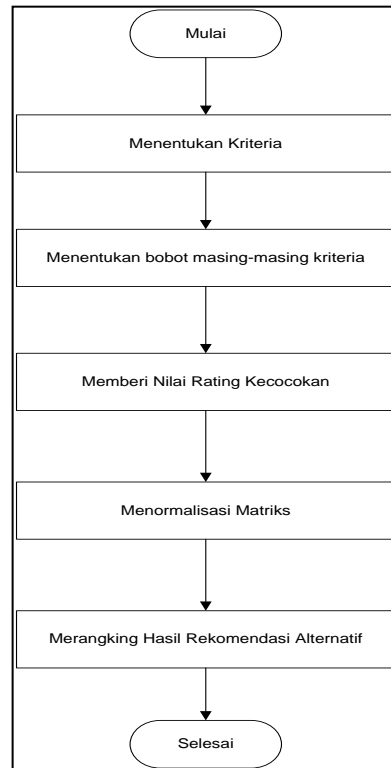 Mulai
Menentukan Kriteria
Menentukan bobot masing-masing kriteria
Memberi Nilai Rating Kecocokan
Menormalisasi Matriks
Merangking Hasil Rekomendasi Alternatif
Selesai